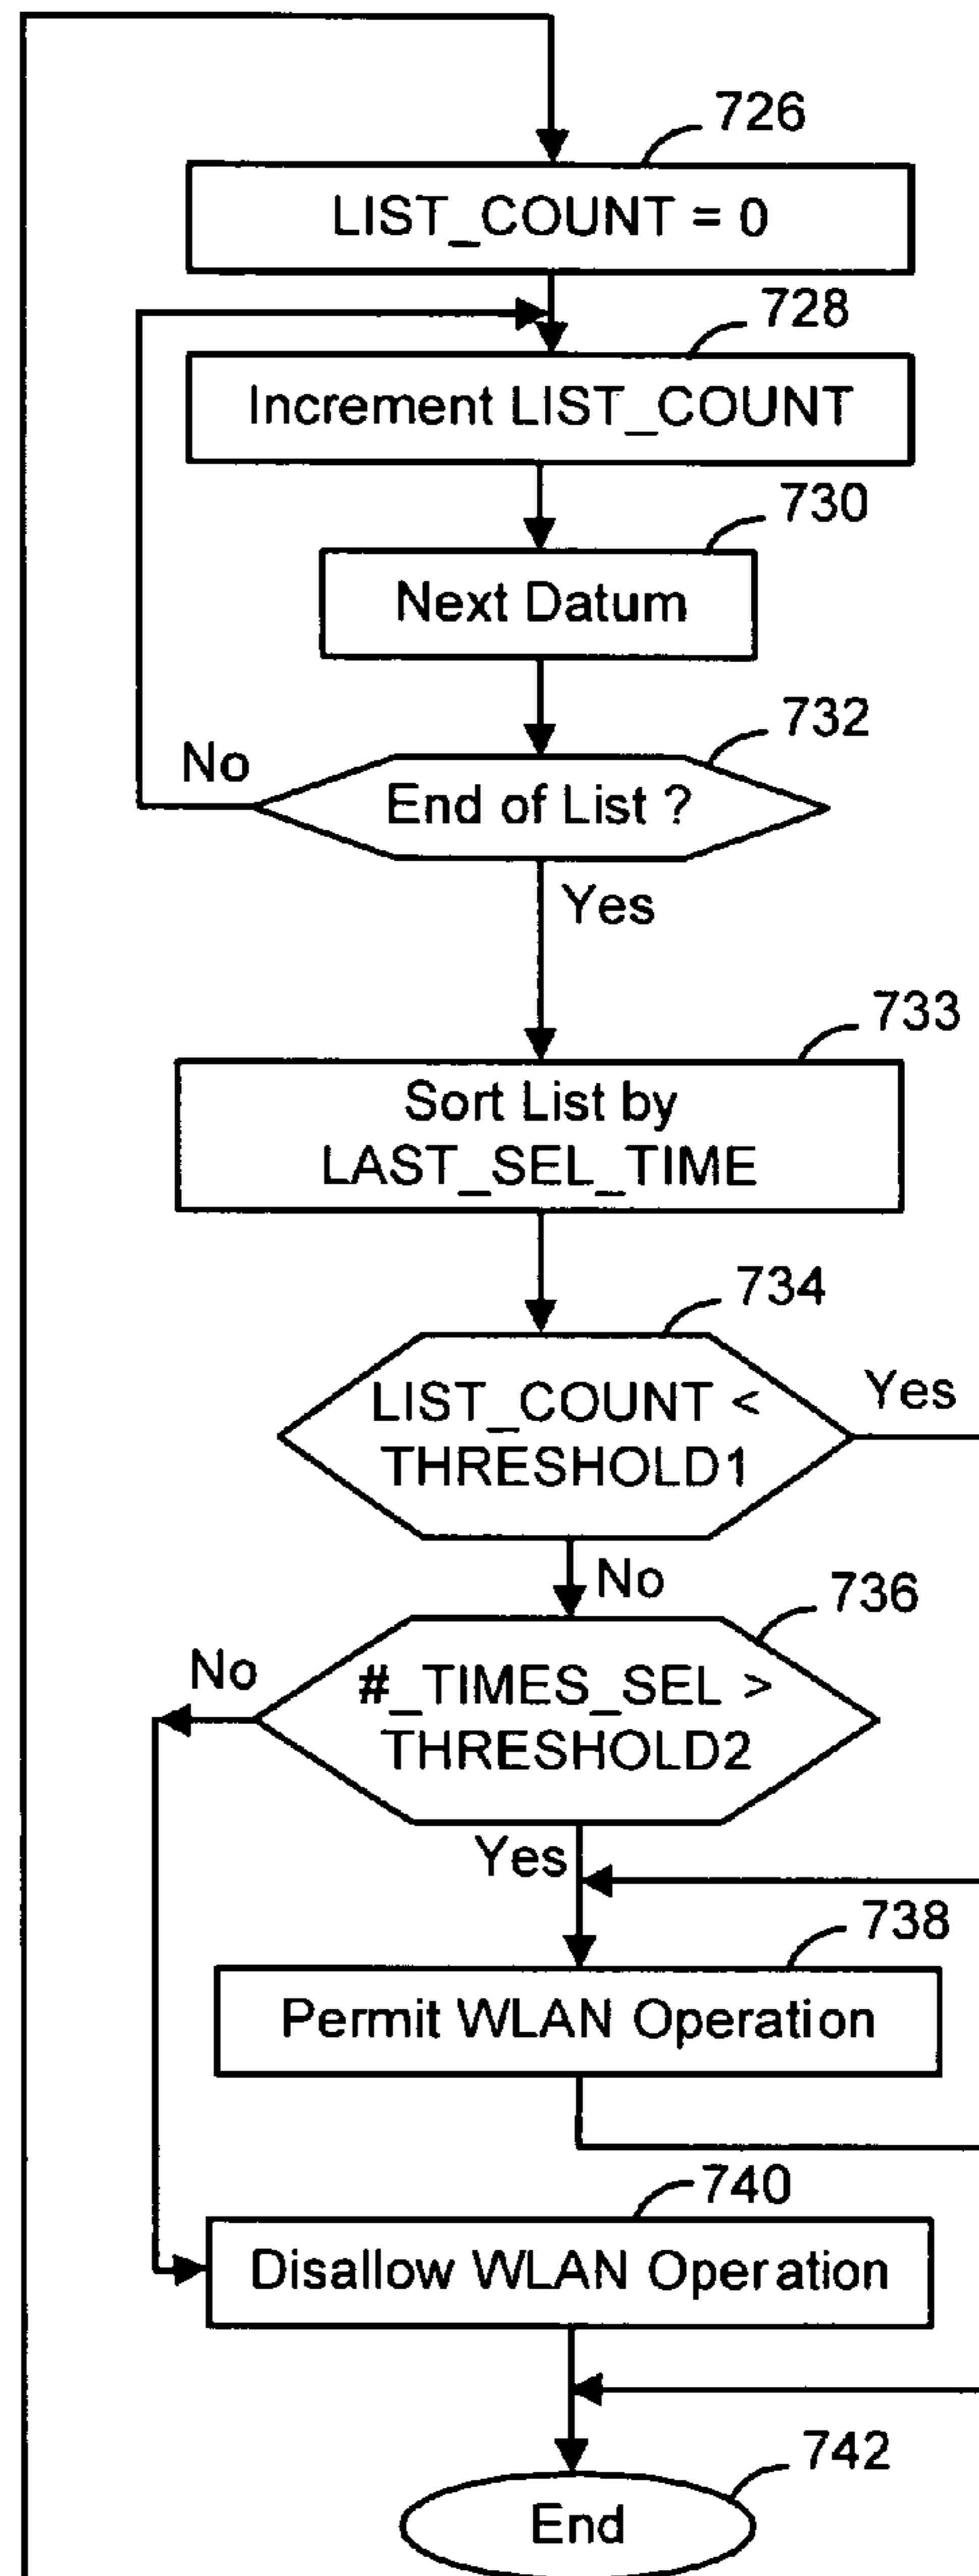 726
LIST_COUNT = 0
728
Increment LIST_COUNT
730
Next Datum
732
No
End of List ?
Yes
733
Sort List by
LAST_SEL_TIME
734
LIST_COUNT <
THRESHOLD1
Yes
No
736
No
#_TIMES_SEL >
THRESHOLD2
Yes
738
Permit WLAN Operation
740
Disallow WLAN Operation
742
End